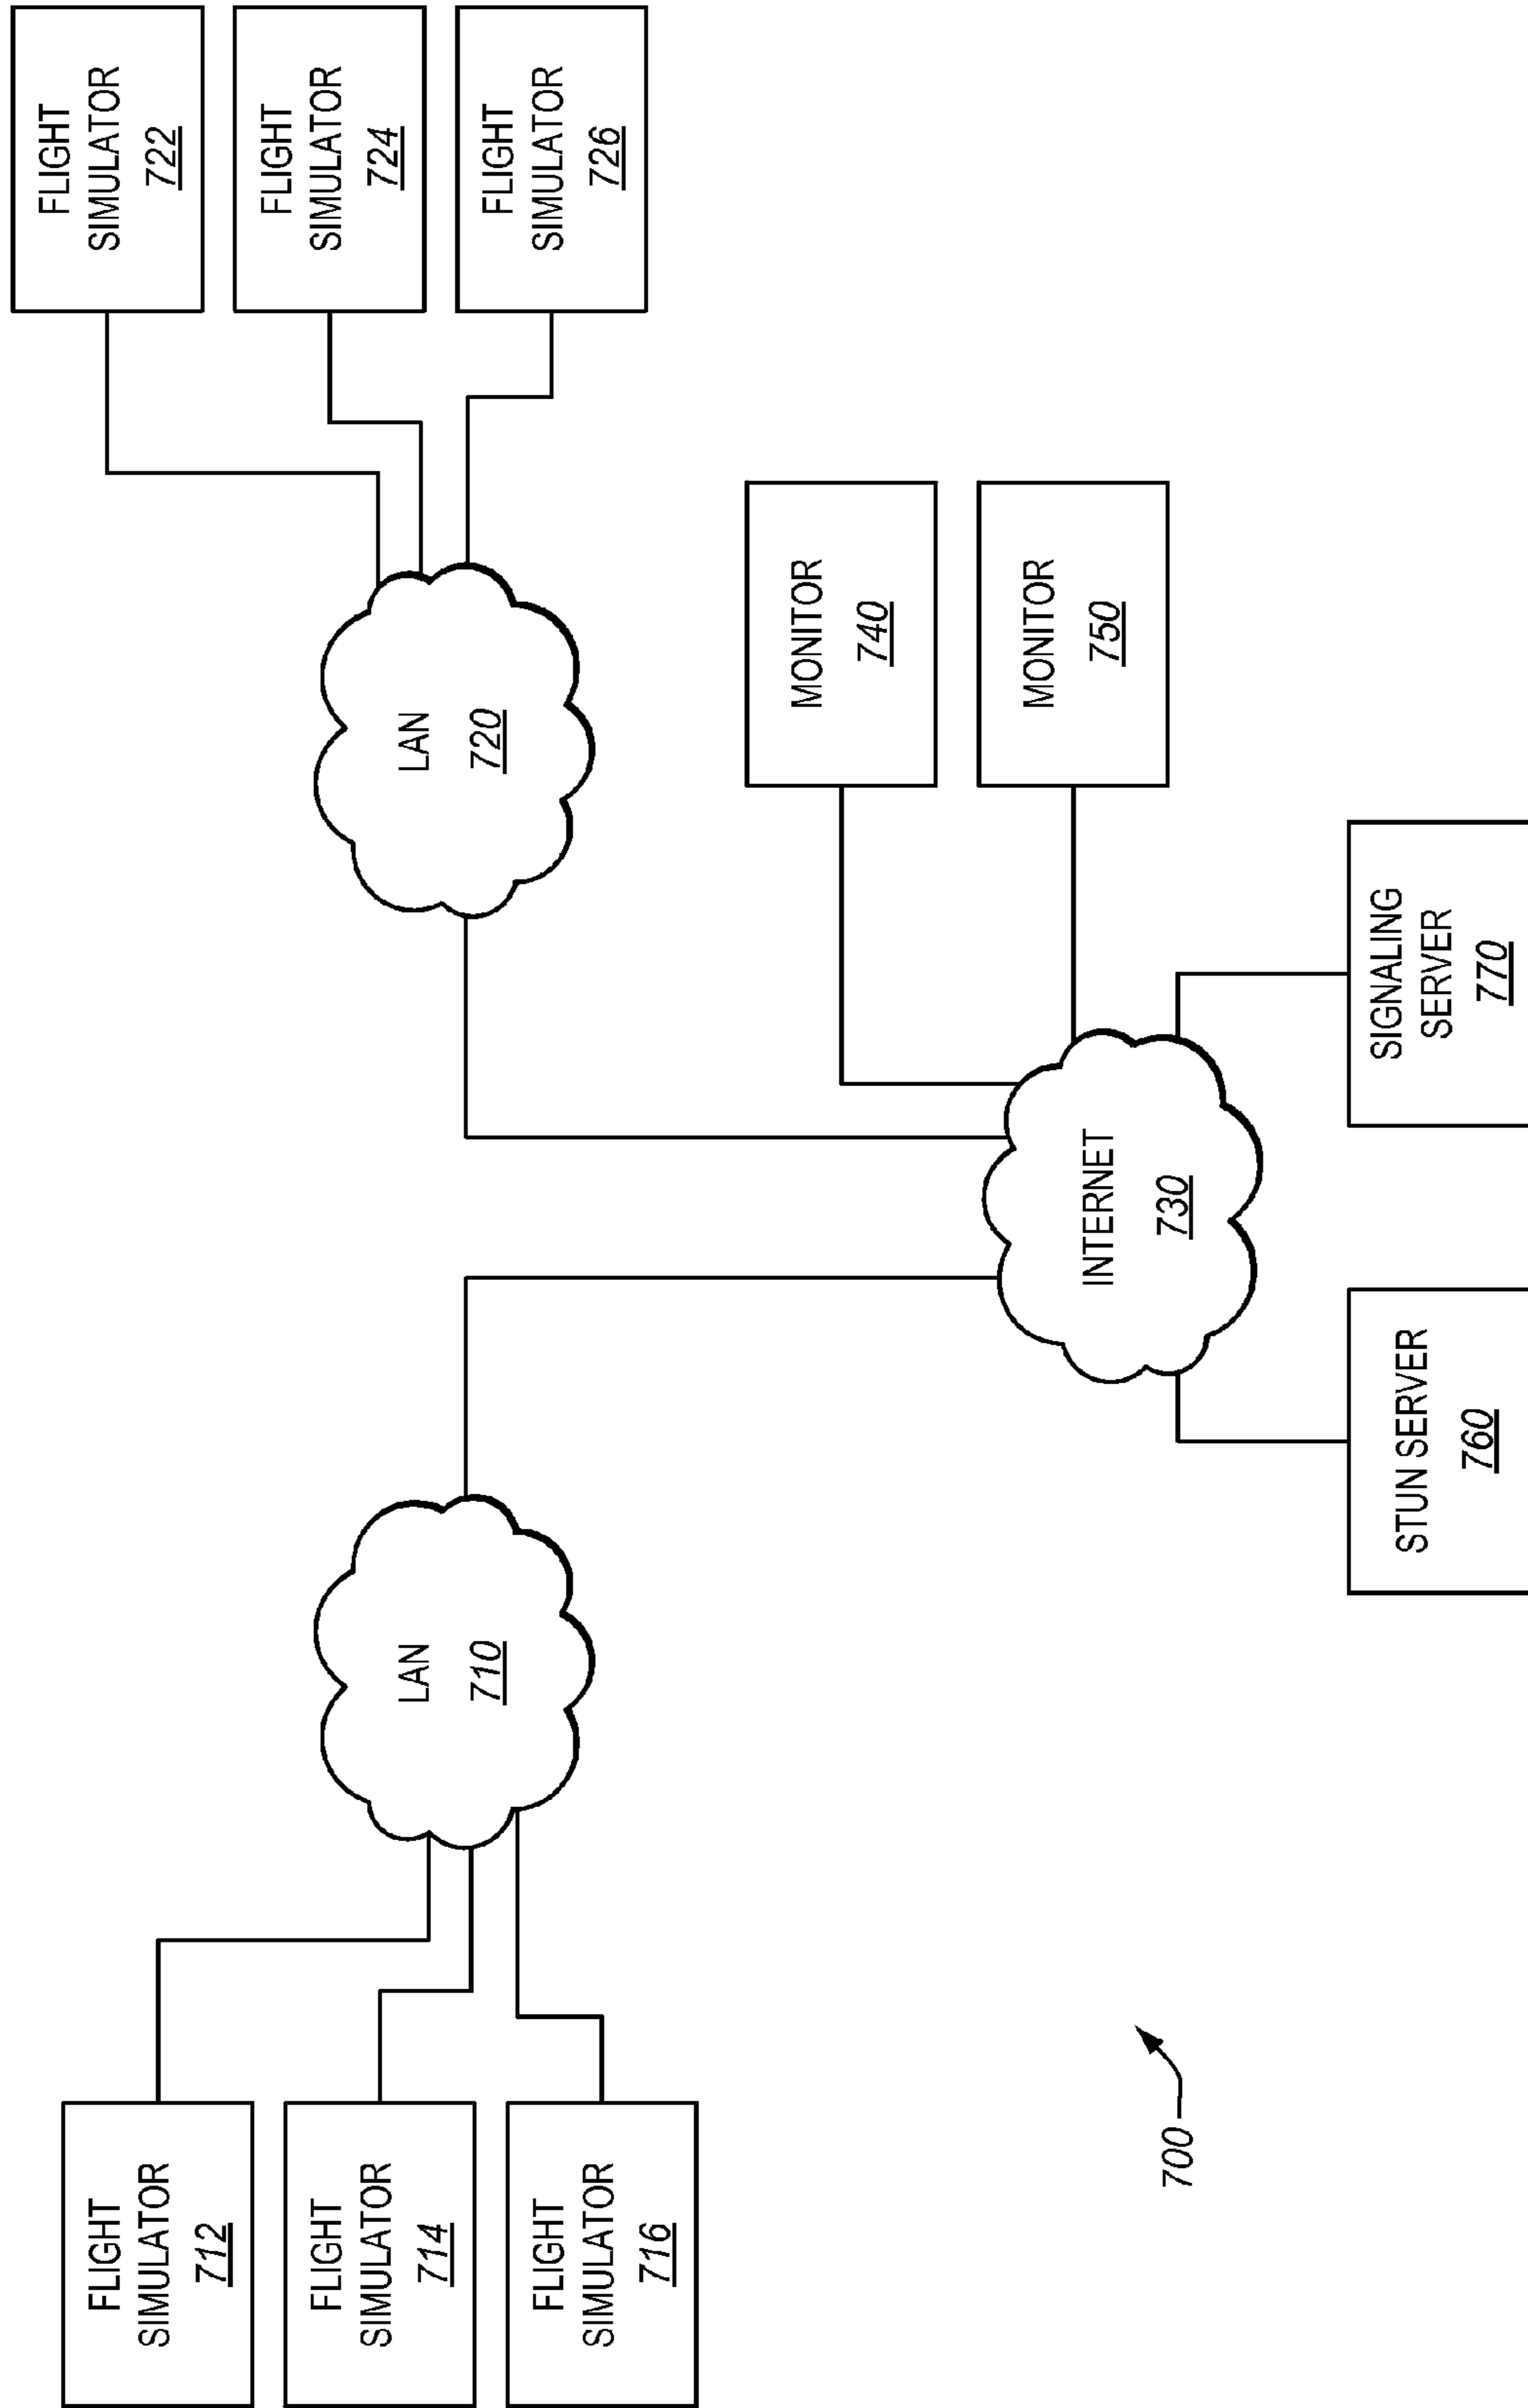 FLIGHT
SIMULATOR
712
FLIGHT
SIMULATOR
714
FLIGHT
SIMULATOR
716
LAN
710
LAN
720
FLIGHT
SIMULATOR
722
FLIGHT
SIMULATOR
724
FLIGHT
SIMULATOR
726
MONITOR
740
MONITOR
750
INTERNET
730
STUN SERVER
760
SIGNALING
SERVER
770
700